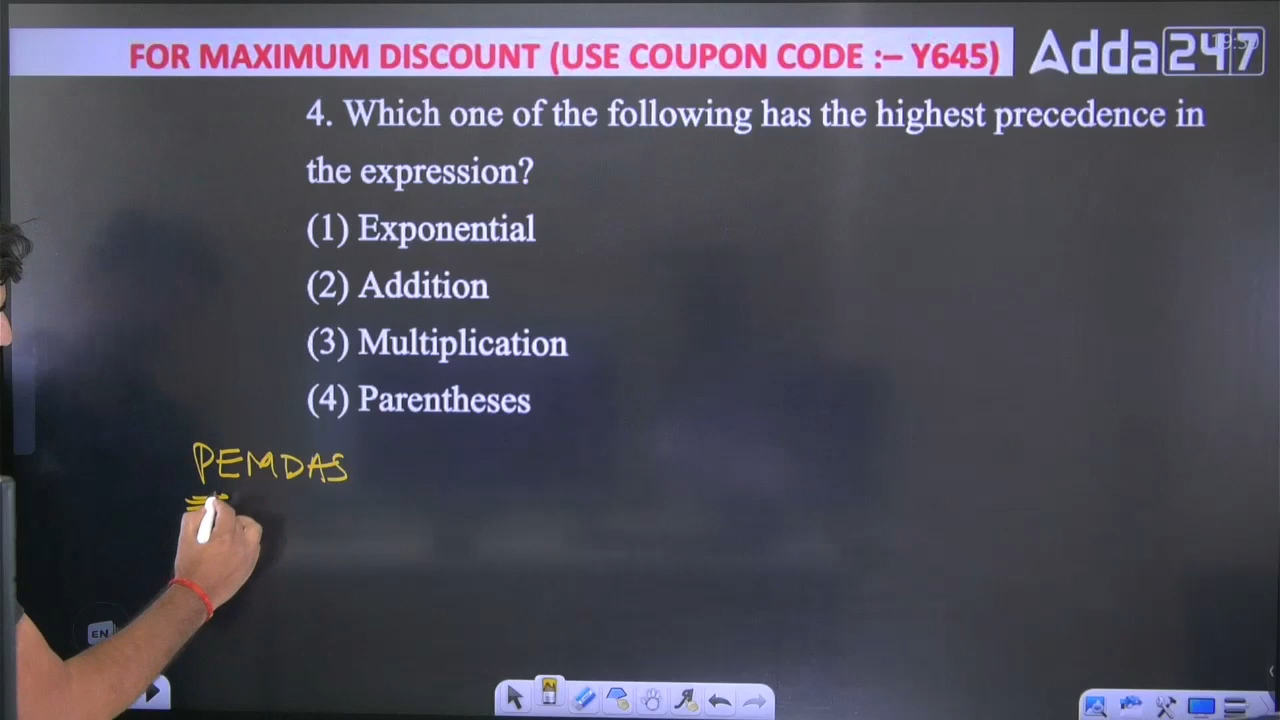 FOR MAXIMUM DISCOUNT (USE COUPON CODE :– Y645)
Adda247
4. Which one of the following has the highest precedence in
the expression?
(1) Exponential
(2) Addition
(3) Multiplication
(4) Parentheses
PEMDAS
EN